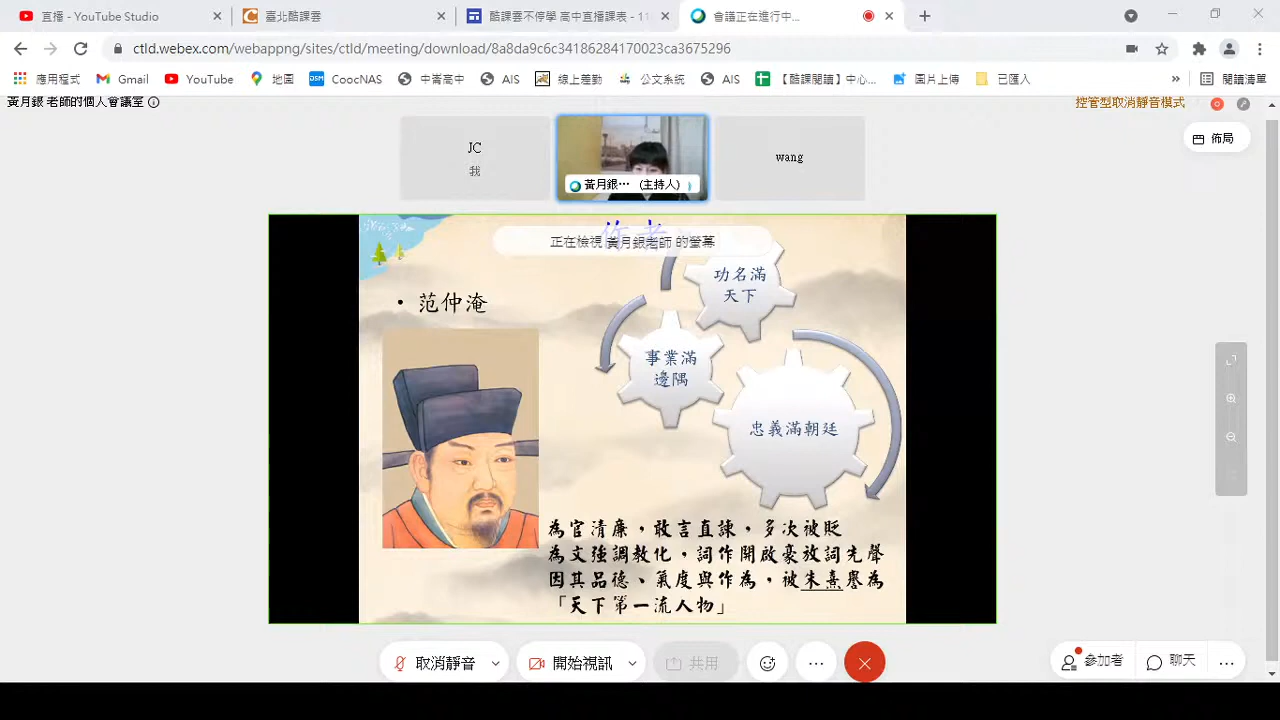 直播 - YouTube Studio
臺北酷課雲
酷課雲不停學 高中直播課表 - 11
會議正在進行中...
ctld.webex.com/webappng/sites/ctld/meeting/download/8a8da9c6c34186284170023ca3675296
應用程式
Gmail
YouTube
地圖
DSM
CoocNAS
AIS
線上差勤
公文系統
AIS
【酷課閱讀】中心...
圖片上傳
已匯入
»
閱讀清單
黃月銀 老師的個人會議室
控管型取消靜音模式
佈局
JC
我
黃月銀… (主持人)
wang
作者
正在檢視 黃月銀老師 的螢幕
• 范仲淹
功名滿
天下
事業滿
邊隅
忠義滿朝廷
為官清廉，敢言直諫，多次被貶
為文強調教化，詞作開啟豪放詞先聲
因其品德、氣度與作為，被朱熹譽為
「天下第一流人物」
取消靜音
開始視訊
共用
參加者
聊天